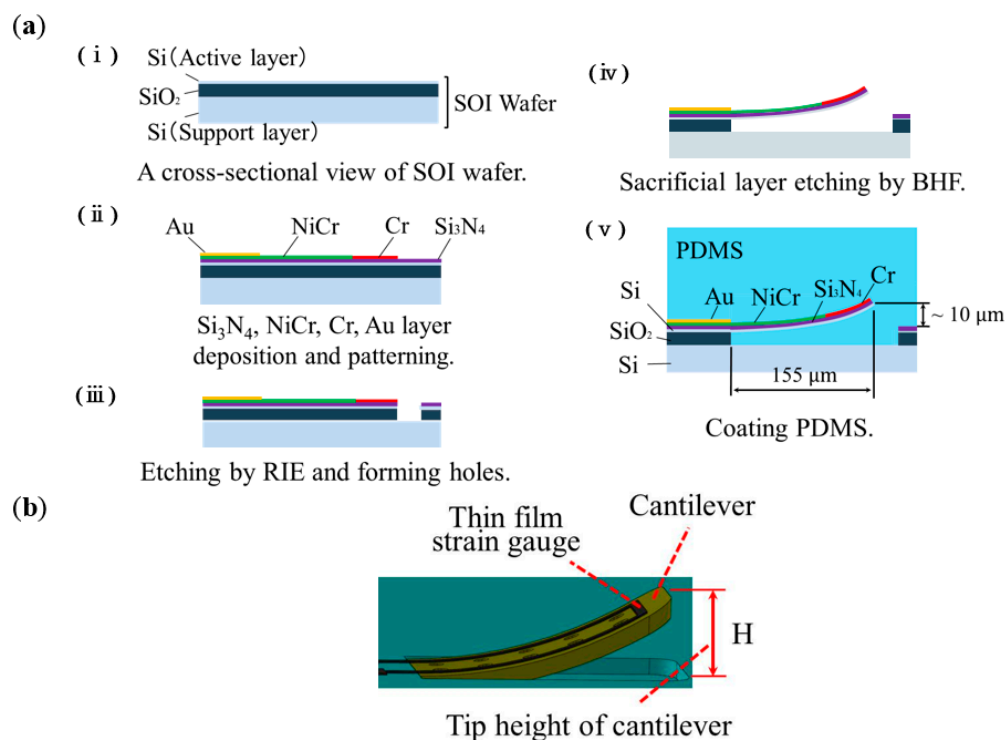 (a)
(i)
Si(Active layer)
SiO₂
Si(Support layer)
SOI Wafer
A cross-sectional view of SOI wafer.
(ii)
Au
NiCr
Cr
Si₃N₄
Si₃N₄, NiCr, Cr, Au layer
deposition and patterning.
(iii)
Etching by RIE and forming holes.
(iv)
Sacrificial layer etching by BHF.
(v)
PDMS
Si
Au
NiCr
Si₃N₄
Cr
~ 10 μm
SiO₂
Si
155 μm
Coating PDMS.
(b)
Thin film
strain gauge
Cantilever
H
Tip height of cantilever